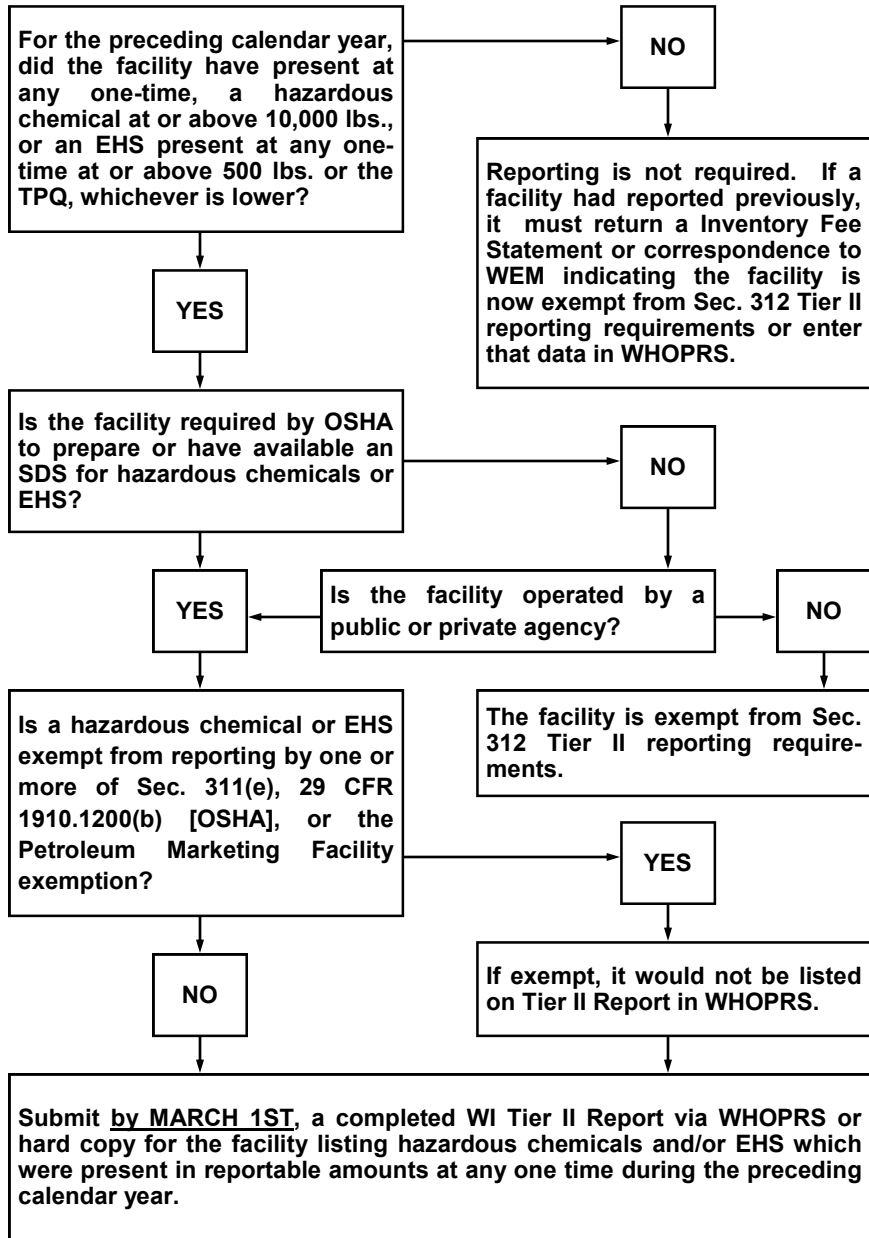 For the preceding calendar year,
did the facility have present at
any one-time, a hazardous
chemical at or above 10,000 lbs.,
or an EHS present at any one-
time at or above 500 lbs. or the
TPQ, whichever is lower?
NO
Reporting is not required. If a
facility had reported previously,
it must return a Inventory Fee
Statement or correspondence to
WEM indicating the facility is
now exempt from Sec. 312 Tier II
reporting requirements or enter
that data in WHOPRS.
YES
Is the facility required by OSHA
to prepare or have available an
SDS for hazardous chemicals or
EHS?
NO
YES
Is the facility operated by a
public or private agency?
NO
Is a hazardous chemical or EHS
exempt from reporting by one or
more of Sec. 311(e), 29 CFR
1910.1200(b) [OSHA], or the
Petroleum Marketing Facility
exemption?
The facility is exempt from Sec.
312 Tier II reporting require-
ments.
YES
NO
If exempt, it would not be listed
on Tier II Report in WHOPRS.
Submit by MARCH 1ST, a completed WI Tier II Report via WHOPRS or
hard copy for the facility listing hazardous chemicals and/or EHS which
were present in reportable amounts at any one time during the preceding
calendar year.